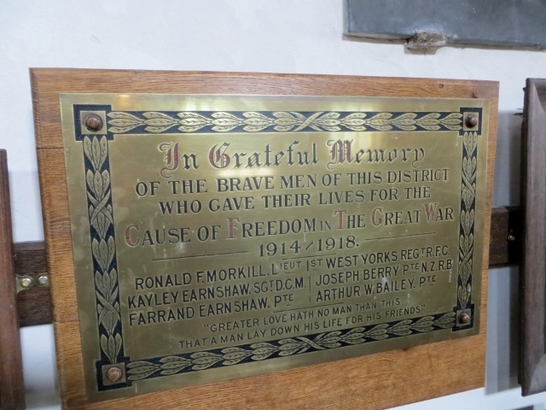 In Grateful Memory
OF THE BRAVE MEN OF THIS DISTRICT
WHO GAVE THEIR LIVES FOR THE
CAUSE OF FREEDOM IN THE GREAT WAR
1914/1918.
RONALD F. MORKILL. LIEUT 1ST WEST YORKS REGT R.F.C.
KAYLEY EARNSHAW, SGT D.C.M. JOSEPH BERRY. PTE N.Z.R.B.
FARRAND EARNSHAW. PTE ARTHUR W. BAILEY. PTE
"GREATER LOVE HATH NO MAN THAN THIS,
THAT A MAN LAY DOWN HIS LIFE FOR HIS FRIENDS"